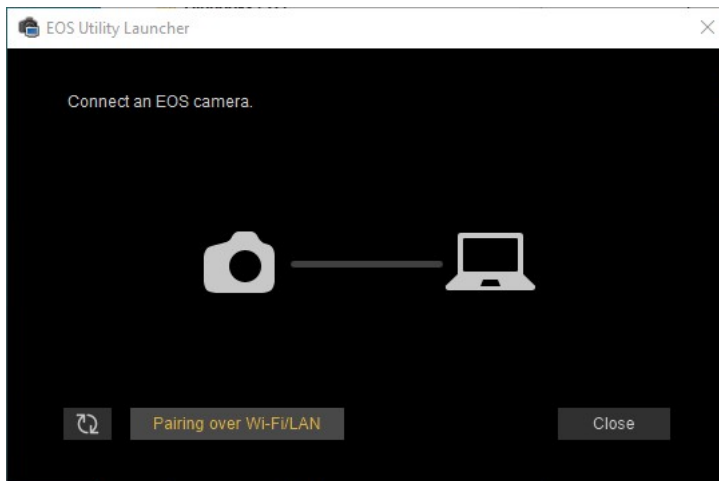 EOS Utility Launcher
Connect an EOS camera.
Pairing over Wi-Fi/LAN
Close